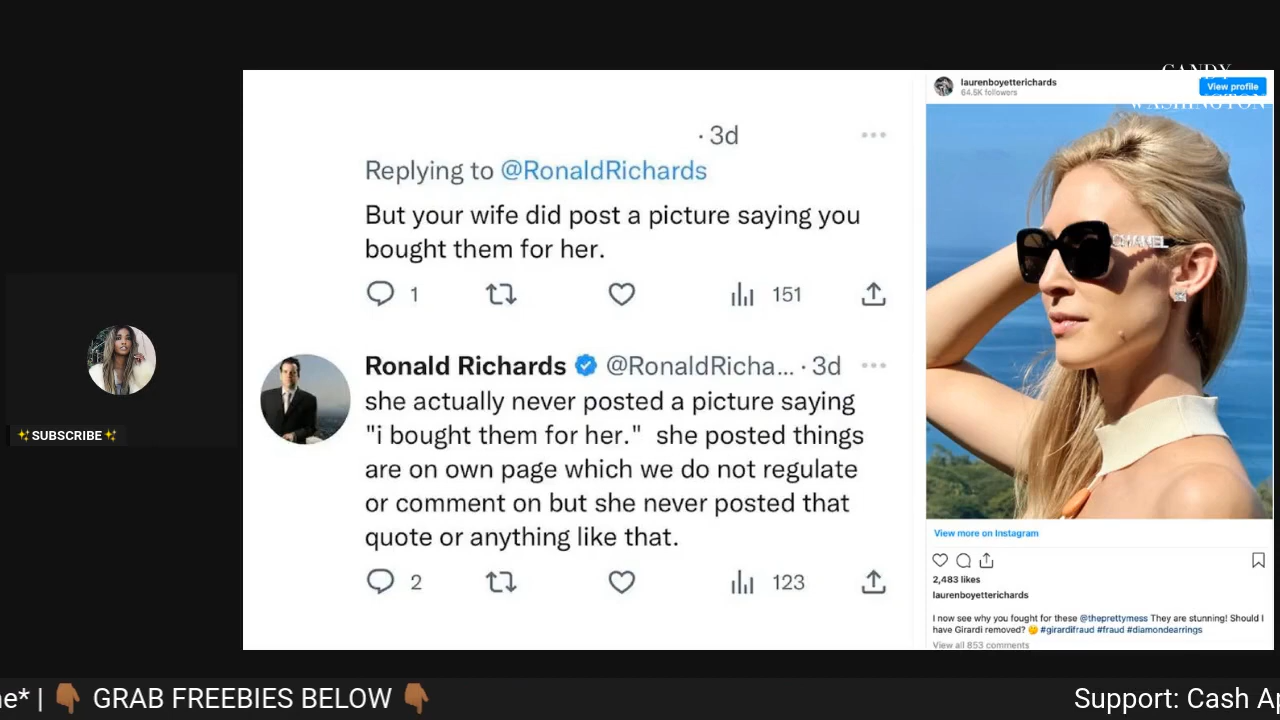 CANDY
WASHINGTON
· 3d
Replying to @RonaldRichards
But your wife did post a picture saying you
bought them for her.
1
151
Ronald Richards @RonaldRicha... · 3d
she actually never posted a picture saying
"i bought them for her." she posted things
are on own page which we do not regulate
or comment on but she never posted that
quote or anything like that.
2
123
laurenboyetterichards
64.5K followers
View profile
CHANEL
View more on Instagram
2,483 likes
laurenboyetterichards
I now see why you fought for these @theprettymess They are stunning! Should I
have Girardi removed? 🤔 #girardifraud #fraud #diamondearrings
View all 853 comments
✨SUBSCRIBE✨
e* | 👇🏾 GRAB FREEBIES BELOW 👇🏾
Support: Cash Ap